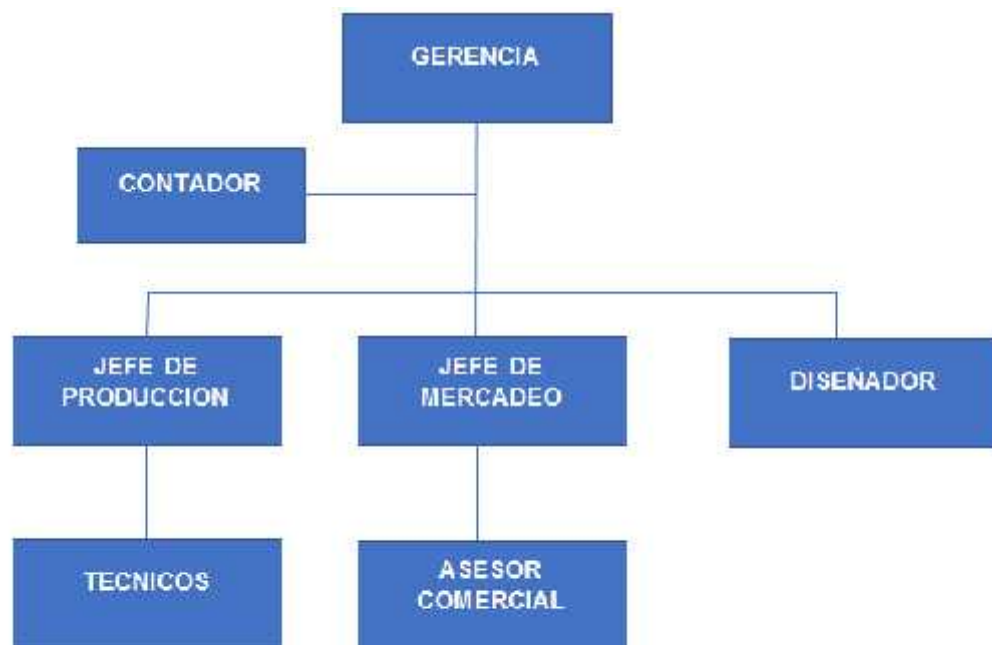 GERENCIA
CONTADOR
JEFE DE
PRODUCCION
JEFE DE
MERCADEO
DISEÑADOR
TECNICOS
ASESOR
COMERCIAL